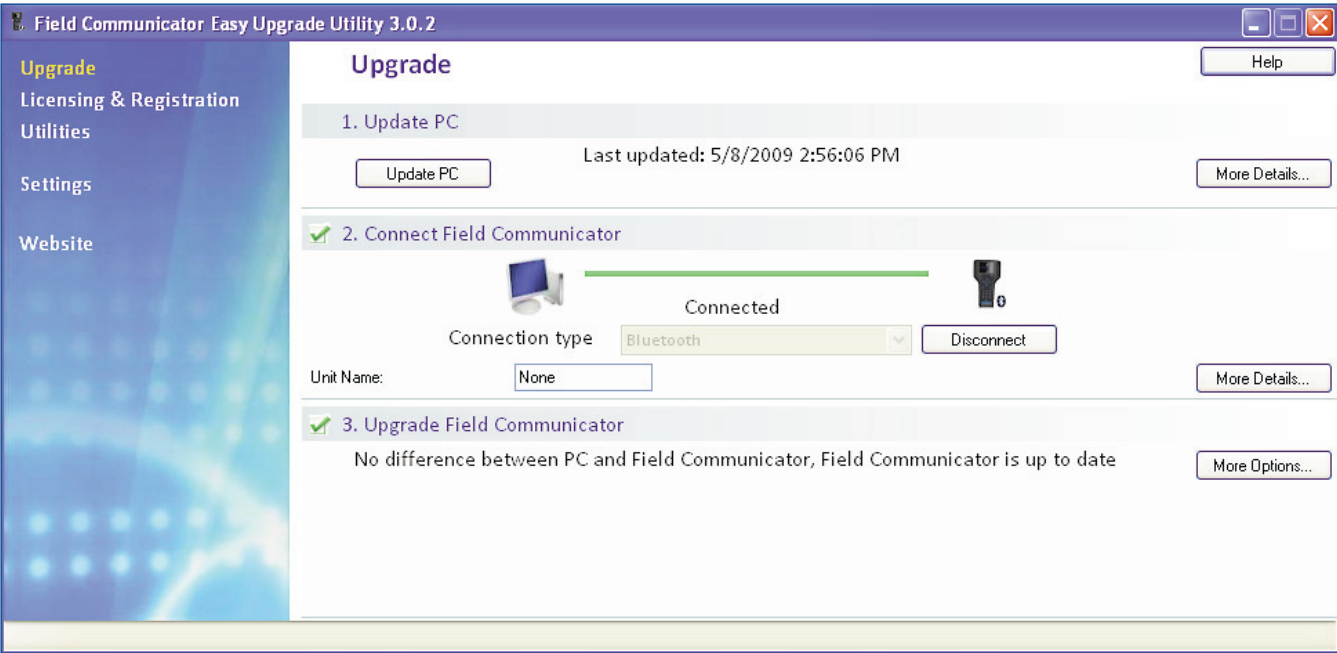 Field Communicator Easy Upgrade Utility 3.0.2
Upgrade
Licensing & Registration
Utilities
Settings
Website
Upgrade
Help
1. Update PC
Update PC
Last updated: 5/8/2009 2:56:06 PM
More Details...
2. Connect Field Communicator
Connected
Connection type
Bluetooth
Disconnect
Unit Name:
None
More Details...
3. Upgrade Field Communicator
No difference between PC and Field Communicator, Field Communicator is up to date
More Options...